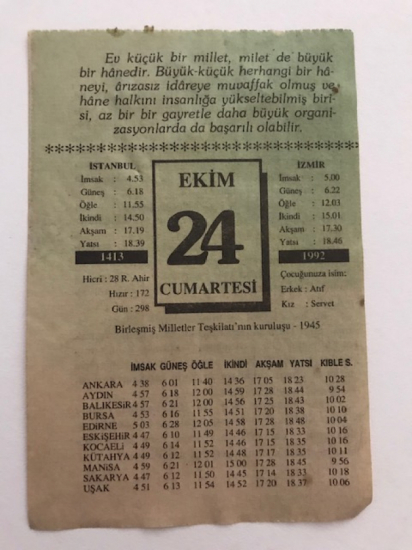 Ev küçük bir millet, milet de büyük
bir hânedir. Büyük-küçük herhangi bir hâ-
neyi, ârızasız idâreye muvaffak olmuş ve
hâne halkını insanlığa yükseltebilmiş biri-
si, az bir bir gayretle daha büyük organi-
zasyonlarda da başarılı olabilir.
İSTANBUL
İmsak : 4.53
Güneş : 6.18
Öğle : 11.55
İkindi : 14.50
Akşam : 17.19
Yatsı : 18.39
1413
Hicri : 28 R. Ahir
Hızır : 172
Gün : 298
EKİM
24
CUMARTESİ
İZMİR
İmsak : 5.00
Güneş : 6.22
Öğle : 12.03
İkindi : 15.01
Akşam : 17.30
Yatsı : 18.46
1992
Çocuğunuza isim:
Erkek : Atıf
Kız : Servet
Birleşmiş Milletler Teşkilatı'nın kuruluşu - 1945
İMSAK GÜNEŞ ÖĞLE İKİNDİ AKŞAM YATSI KIBLE S.
ANKARA 4 38 6 01 11 40 14 36 17 05 18 23 10 28
AYDIN 4 57 6 18 12 00 14 59 17 28 18 44 9 54
BALIKESİR 4 57 6 21 12 00 14 56 17 25 18 43 10 02
BURSA 4 53 6 16 11 55 14 51 17 20 18 38 10 10
EDİRNE 5 03 6 28 12 05 14 58 17 28 18 48 10 04
ESKİŞEHİR 4 47 6 10 11 49 14 46 17 15 18 33 10 16
KOCAELİ 4 49 6 14 11 52 14 46 17 15 18 35 10 16
KÜTAHYA 4 49 6 12 11 52 14 48 17 17 18 35 10 11
MANİSA 4 59 6 21 12 01 15 00 17 28 18 45 9 56
SAKARYA 4 47 6 12 11 50 14 45 17 14 18 33 10 18
UŞAK 4 51 6 13 11 54 14 52 17 20 18 37 10 06